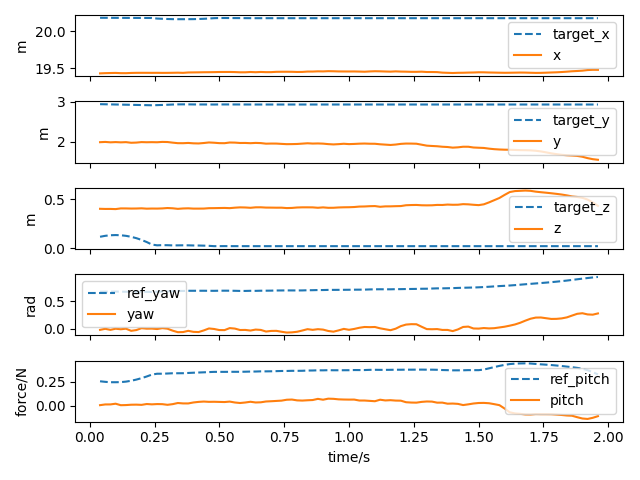 20.0
19.5
m
target_x
x
3
2
m
target_y
y
0.5
0.0
m
target_z
z
0.5
0.0
rad
ref_yaw
yaw
0.25
0.00
force/N
ref_pitch
pitch
0.00 0.25 0.50 0.75 1.00 1.25 1.50 1.75 2.00
time/s